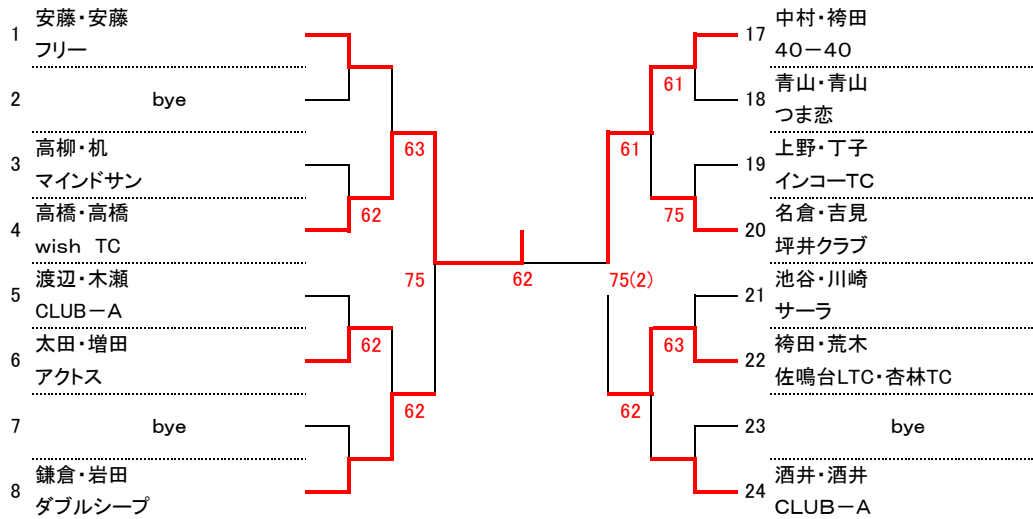 1 安藤・安藤
フリー
2 bye
3 高柳・机
マインドサン
4 高橋・高橋
wish TC
5 渡辺・木瀬
CLUB－A
6 太田・増田
アクトス
7 bye
8 鎌倉・岩田
ダブルシープ
63
62
75
62
62
62
61
61
75
75(2)
63
62
17 中村・袴田
40－40
18 青山・青山
つま恋
19 上野・丁子
インコーTC
20 名倉・吉見
坪井クラブ
21 池谷・川崎
サーラ
22 袴田・荒木
佐鳴台LTC・杏林TC
23 bye
24 酒井・酒井
CLUB－A